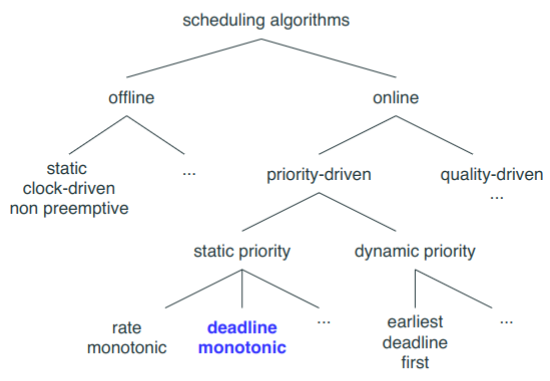 scheduling algorithms
offline
online
static
clock-driven
non preemptive
...
priority-driven
quality-driven
...
static priority
dynamic priority
rate
monotonic
deadline
monotonic
...
earliest
deadline
first
...